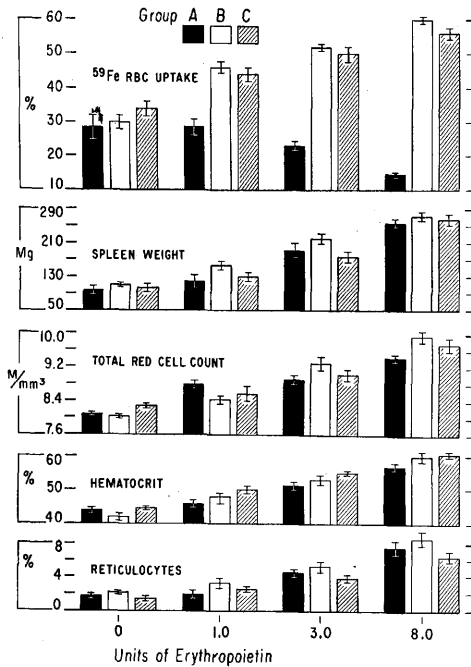 Group A B C
60
50
40
30
20
10
%
59Fe RBC UPTAKE
290
210
130
50
Mg
SPLEEN WEIGHT
10.0
9.2
8.4
7.6
M/mm3
TOTAL RED CELL COUNT
60
50
40
%
HEMATOCRIT
8
4
0
%
RETICULOCYTES
0 1.0 3.0 8.0
Units of Erythropoietin